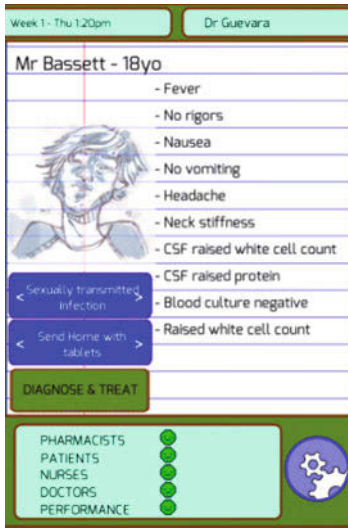 Week 1 - Thu 1:20pm
Dr Guevara
Mr Bassett - 18yo
- Fever
- No rigors
- Nausea
- No vomiting
- Headache
- Neck stiffness
- CSF raised white cell count
- CSF raised protein
- Blood culture negative
- Raised white cell count
< Sexually transmitted >
Infection
< Send Home with >
tablets
DIAGNOSE & TREAT
PHARMACISTS
PATIENTS
NURSES
DOCTORS
PERFORMANCE